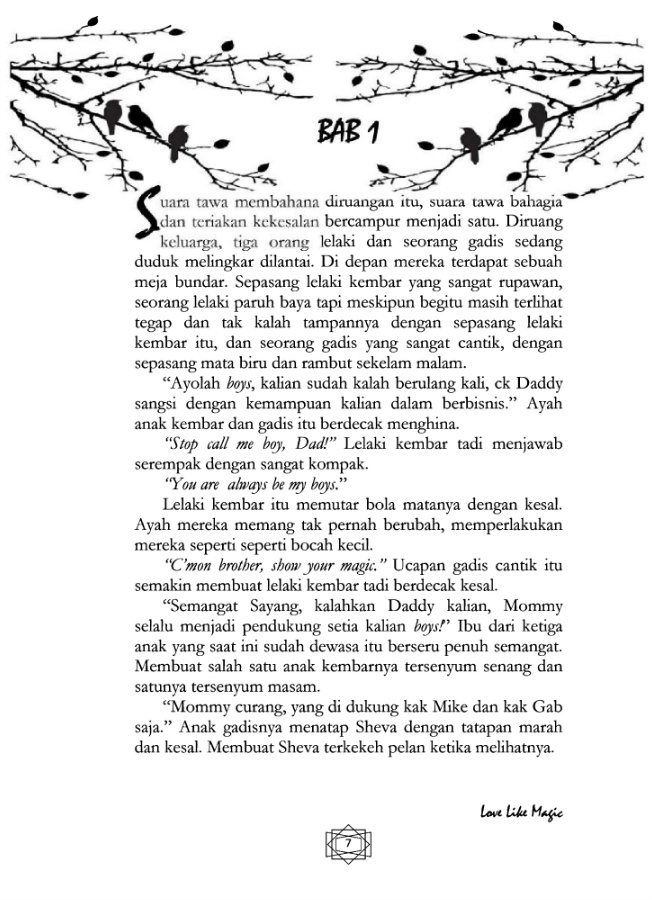 BAB 1
Suara tawa membahana diruangan itu, suara tawa bahagia
dan teriakan kekesalan bercampur menjadi satu. Diruang
keluarga, tiga orang lelaki dan seorang gadis sedang
duduk melingkar dilantai. Di depan mereka terdapat sebuah
meja bundar. Sepasang lelaki kembar yang sangat rupawan,
seorang lelaki paruh baya tapi meskipun begitu masih terlihat
tegap dan tak kalah tampannya dengan sepasang lelaki
kembar itu, dan seorang gadis yang sangat cantik, dengan
sepasang mata biru dan rambut sekelam malam.
“Ayolah boys, kalian sudah kalah berulang kali, ck Daddy
sangsi dengan kemampuan kalian dalam berbisnis.” Ayah
anak kembar dan gadis itu berdecak menghina.
“Stop call me boy, Dad!” Lelaki kembar tadi menjawab
serempak dengan sangat kompak.
“You are always be my boys.”
Lelaki kembar itu memutar bola matanya dengan kesal.
Ayah mereka memang tak pernah berubah, memperlakukan
mereka seperti seperti bocah kecil.
“C’mon brother, show your magic.” Ucapan gadis cantik itu
semakin membuat lelaki kembar tadi berdecak kesal.
“Semangat Sayang, kalahkan Daddy kalian, Mommy
selalu menjadi pendukung setia kalian boys!” Ibu dari ketiga
anak yang saat ini sudah dewasa itu berseru penuh semangat.
Membuat salah satu anak kembarnya tersenyum senang dan
satunya tersenyum masam.
“Mommy curang, yang di dukung kak Mike dan kak Gab
saja.” Anak gadisnya menatap Sheva dengan tatapan marah
dan kesal. Membuat Sheva terkekeh pelan ketika melihatnya.
Love Like Magic
7